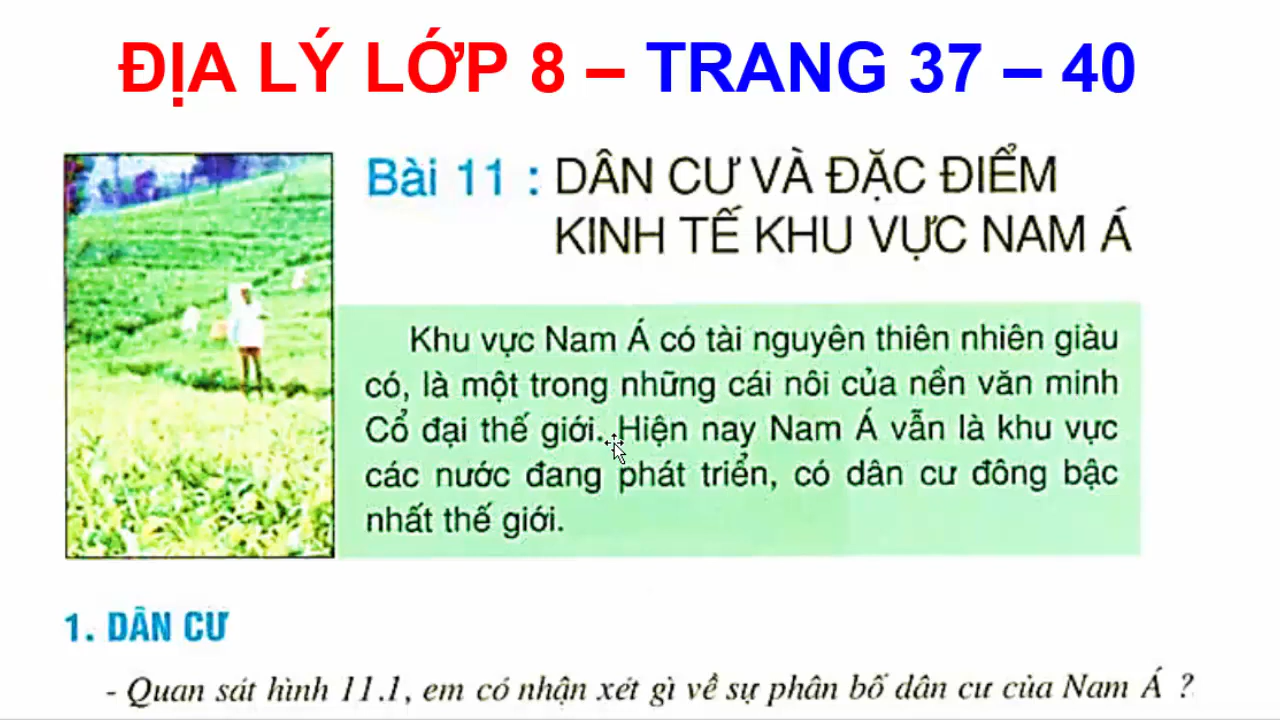 ĐỊA LÝ LỚP 8 – TRANG 37 – 40
Bài 11 : DÂN CƯ VÀ ĐẶC ĐIỂM
KINH TẾ KHU VỰC NAM Á
Khu vực Nam Á có tài nguyên thiên nhiên giàu
có, là một trong những cái nôi của nền văn minh
Cổ đại thế giới. Hiện nay Nam Á vẫn là khu vực
các nước đang phát triển, có dân cư đông bậc
nhất thế giới.
1. DÂN CƯ
- Quan sát hình 11.1, em có nhận xét gì về sự phân bố dân cư của Nam Á ?